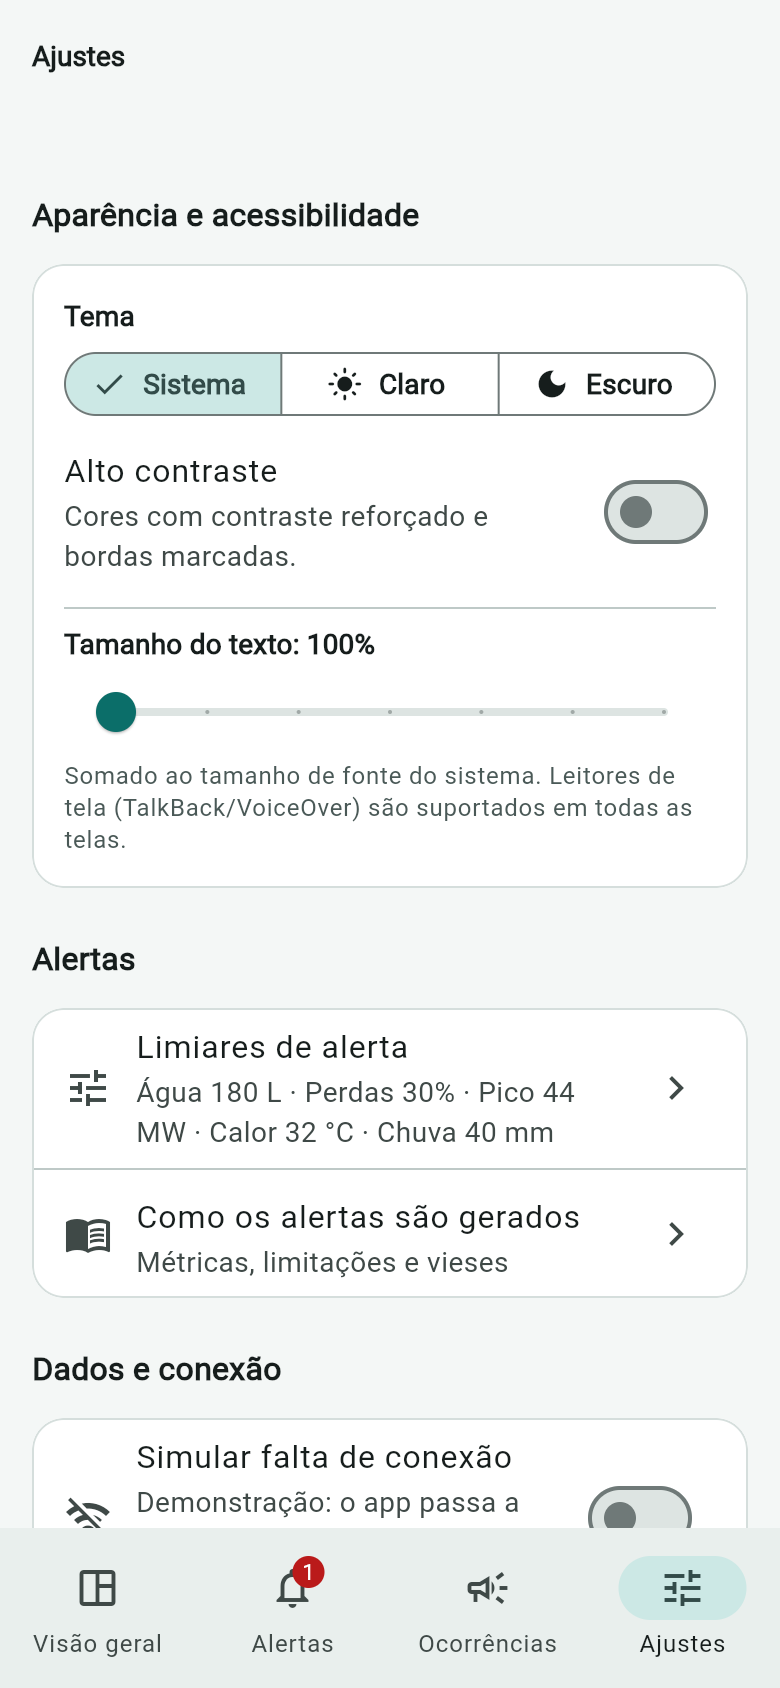 Ajustes
Aparência e acessibilidade
Tema
Sistema
Claro
Escuro
Alto contraste
Cores com contraste reforçado e
bordas marcadas.
Tamanho do texto: 100%
Somado ao tamanho de fonte do sistema. Leitores de
tela (TalkBack/VoiceOver) são suportados em todas as
telas.
Alertas
Limiares de alerta
Água 180 L · Perdas 30% · Pico 44
MW · Calor 32 °C · Chuva 40 mm
Como os alertas são gerados
Métricas, limitações e vieses
Dados e conexão
Simular falta de conexão
Demonstração: o app passa a
1
Visão geral
Alertas
Ocorrências
Ajustes